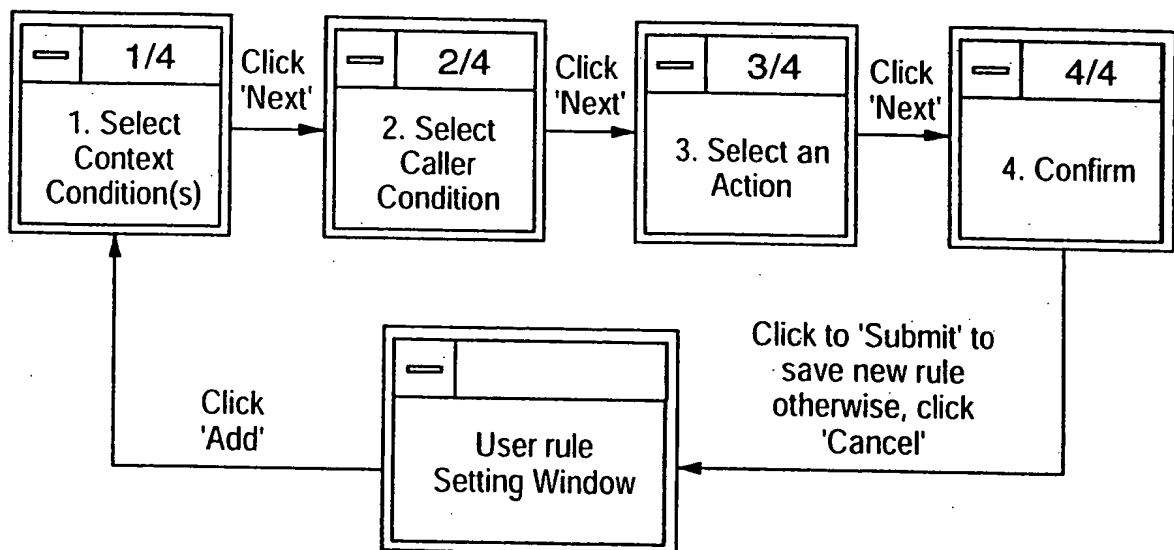 1/4
1. Select
Context
Condition(s)
Click
'Next'
2/4
2. Select
Caller
Condition
Click
'Next'
3/4
3. Select an
Action
Click
'Next'
4/4
4. Confirm
Click to 'Submit' to
save new rule
otherwise, click
'Cancel'
User rule
Setting Window
Click
'Add'